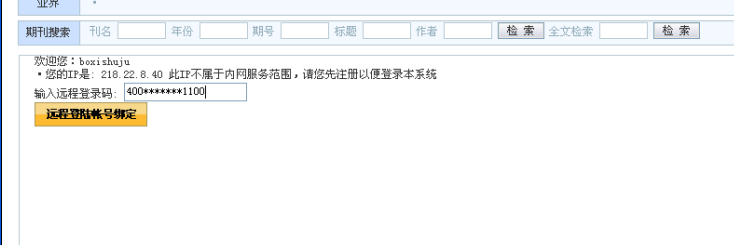 业界
期刊搜索 刊名 年份 期号 标题 作者 检 索 全文检索 检 索
欢迎您：boxishuju
您的IP是: 218.22.8.40 此IP不属于内网服务范围，请您先注册以便登录本系统
输入远程登录码: 400*******1100
远程登陆帐号绑定